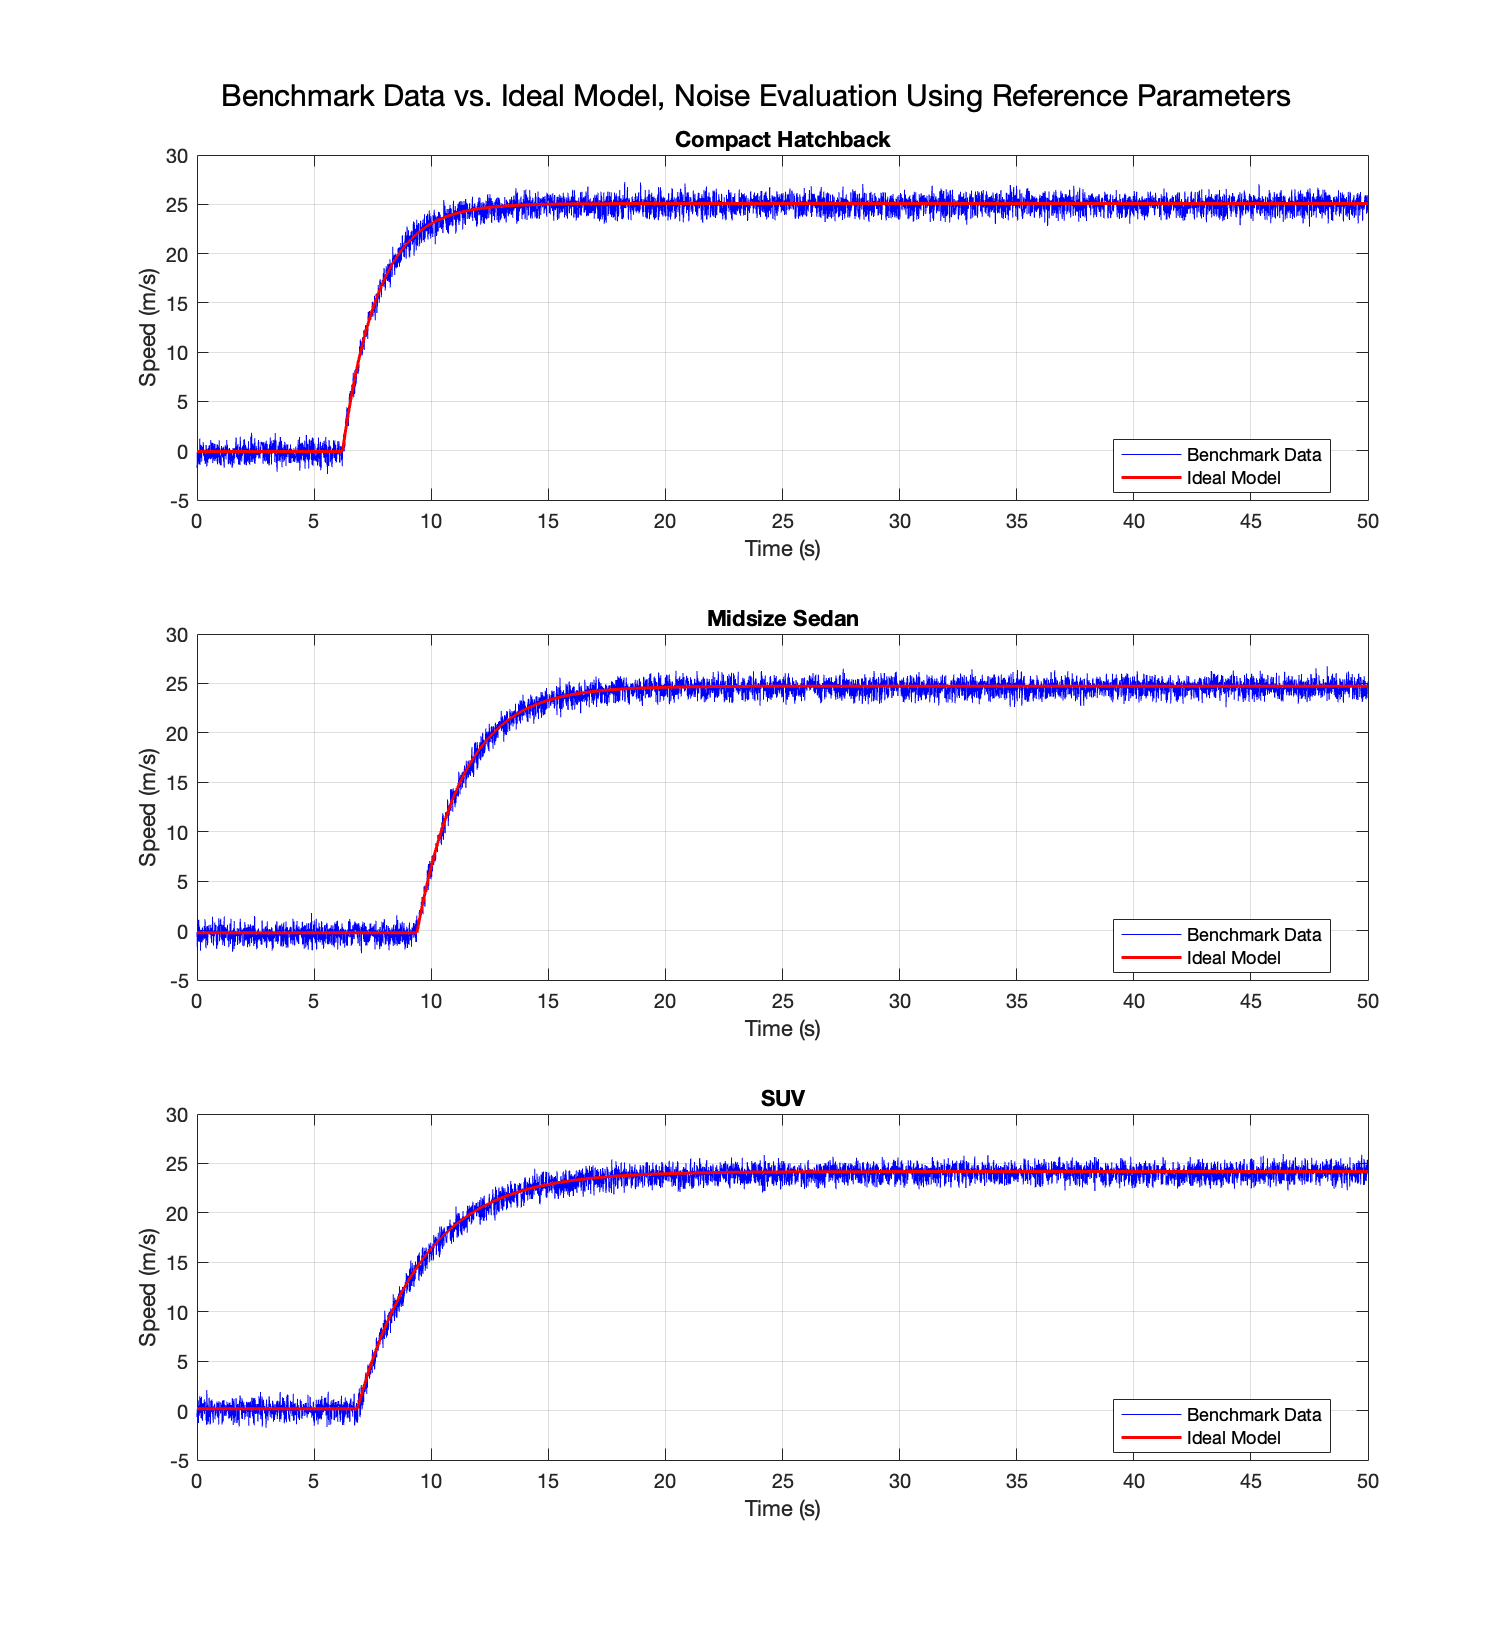 Benchmark Data vs. Ideal Model, Noise Evaluation Using Reference Parameters
Compact Hatchback
30
25
20
15
10
5
0
-5
Speed (m/s)
Benchmark Data
Ideal Model
0 5 10 15 20 25 30 35 40 45 50
Time (s)
Midsize Sedan
30
25
20
15
10
5
0
-5
Speed (m/s)
Benchmark Data
Ideal Model
0 5 10 15 20 25 30 35 40 45 50
Time (s)
SUV
30
25
20
15
10
5
0
-5
Speed (m/s)
Benchmark Data
Ideal Model
0 5 10 15 20 25 30 35 40 45 50
Time (s)